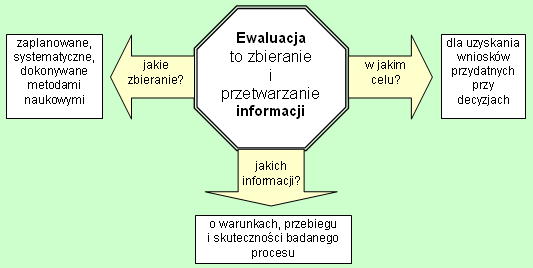 Ewaluacja
to zbieranie
i
przetwarzanie
informacji
jakie
zbieranie?
zaplanowane,
systematyczne,
dokonywane
metodami
naukowymi
w jakim
celu?
dla uzyskania
wniosków
przydatnych
przy
decyzjach
jakich
informacji?
o warunkach, przebiegu
i skuteczności badanego
procesu